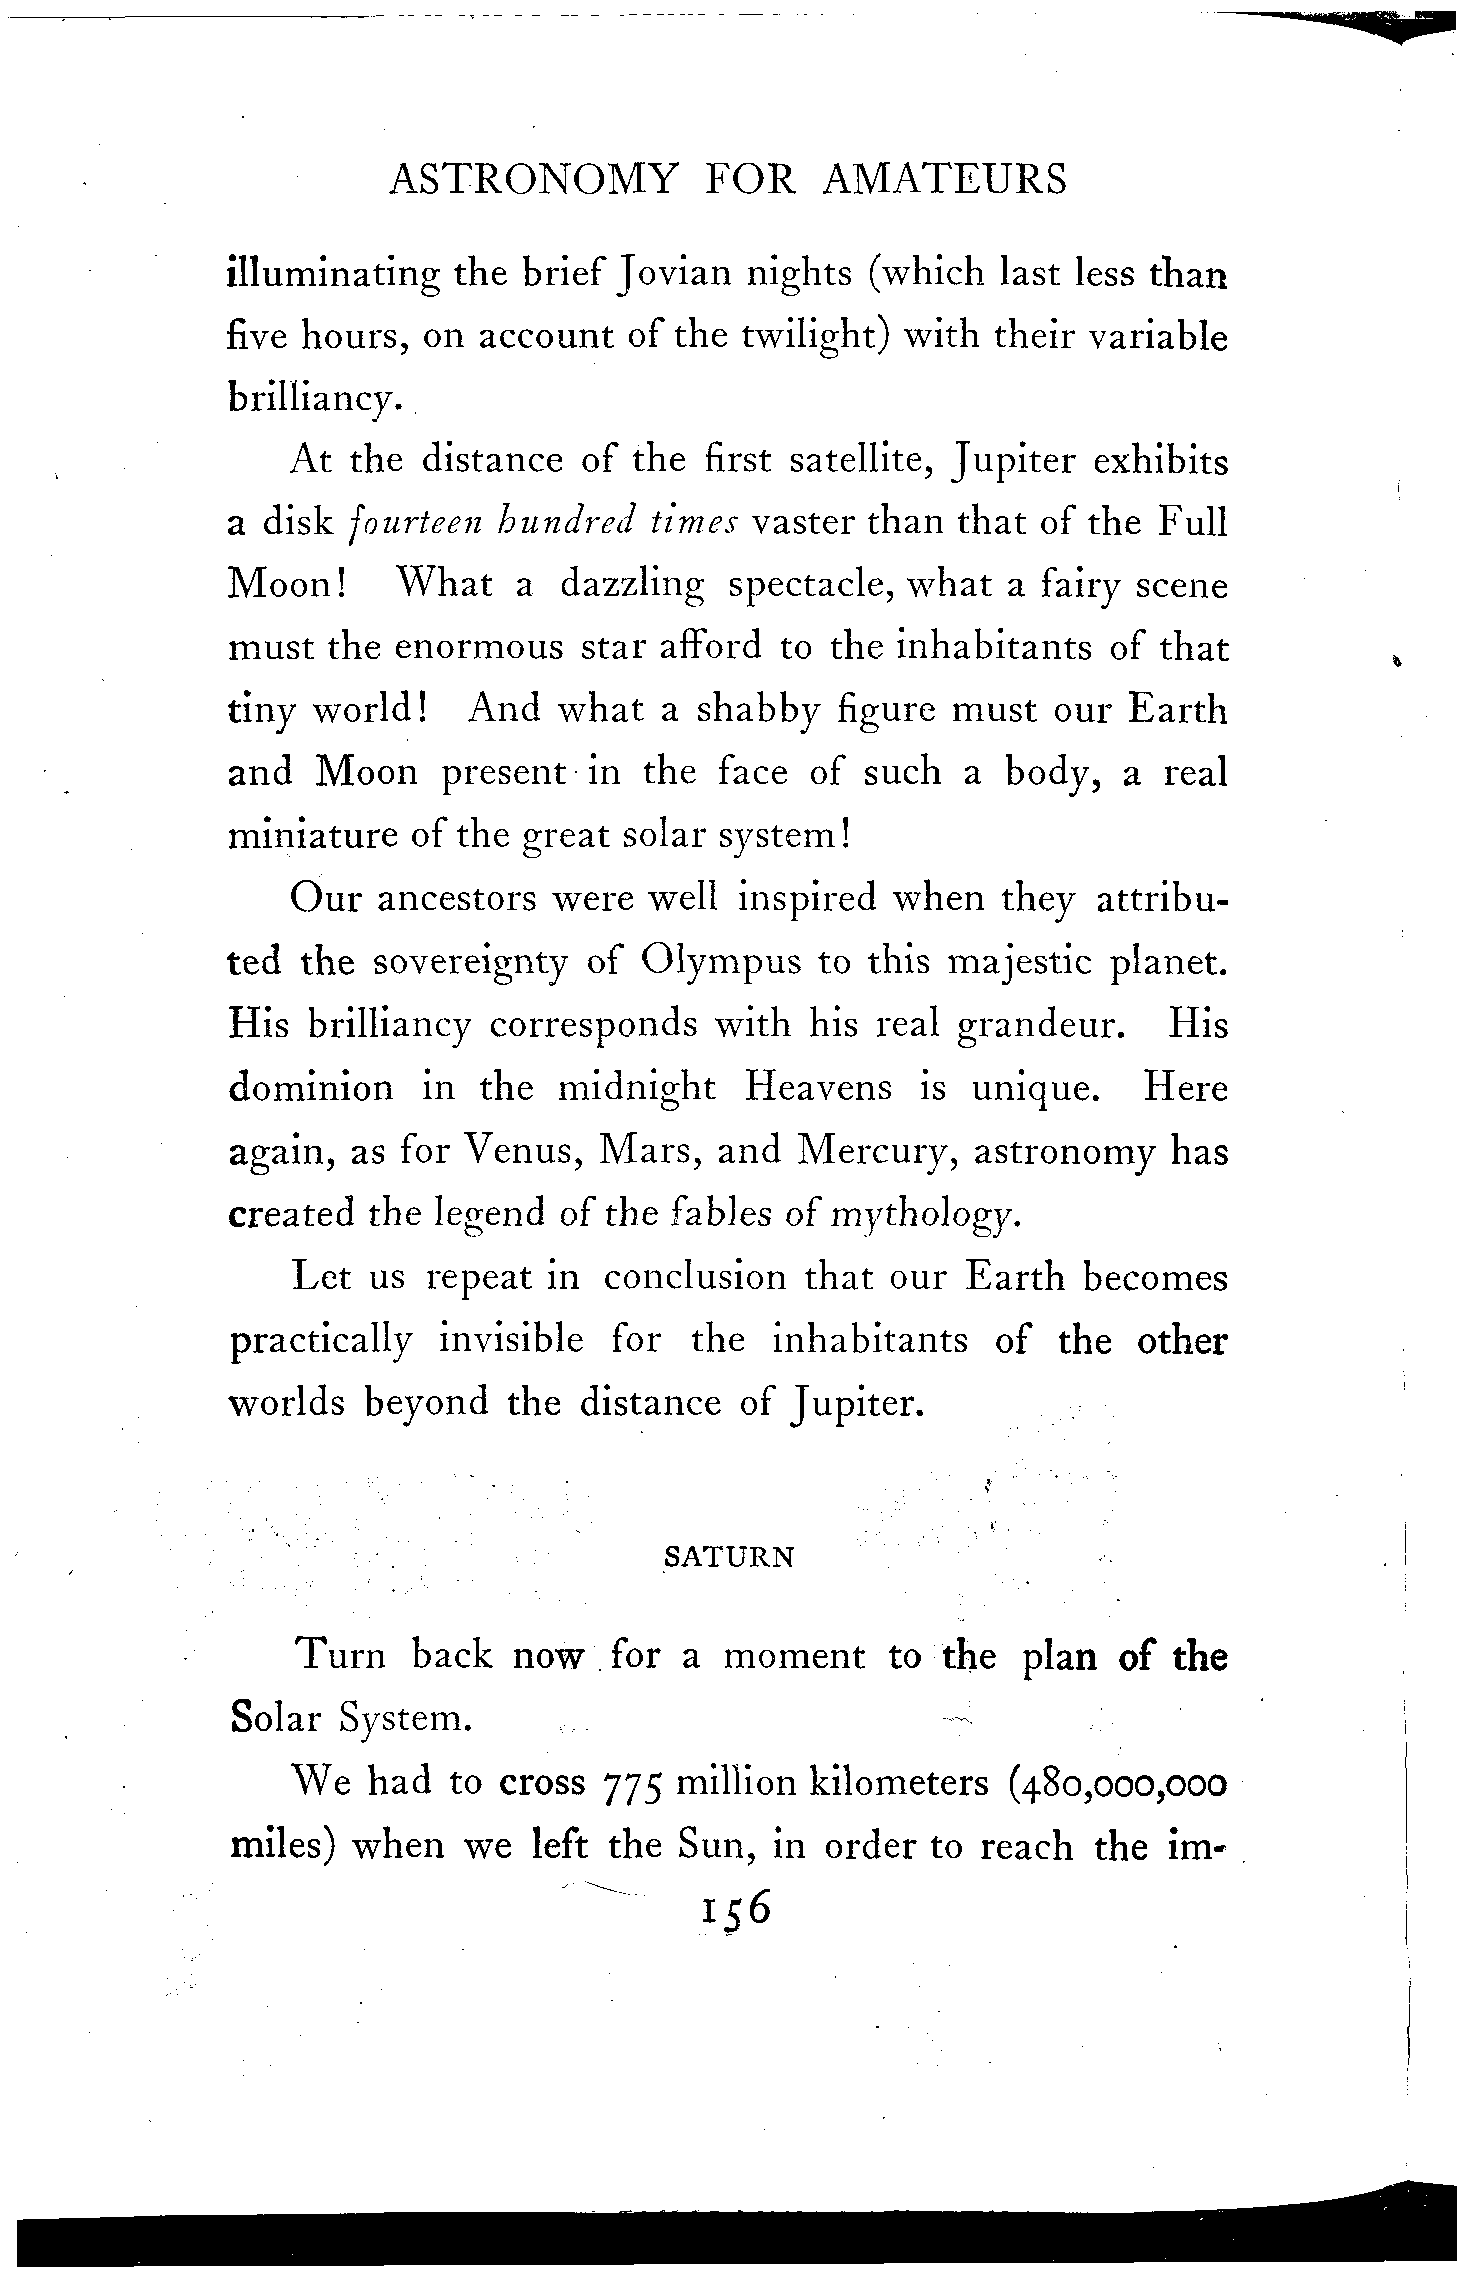 ASTRONOMY FOR AMATEURS
illuminating the brief Jovian nights (which last less than
five hours, on account of the twilight) with their variable
brilliancy.
At the distance of the first satellite, Jupiter exhibits
a disk fourteen hundred times vaster than that of the Full
Moon! What a dazzling spectacle, what a fairy scene
must the enormous star afford to the inhabitants of that
tiny world! And what a shabby figure must our Earth
and Moon present in the face of such a body, a real
miniature of the great solar system!
Our ancestors were well inspired when they attribu-
ted the sovereignty of Olympus to this majestic planet.
His brilliancy corresponds with his real grandeur. His
dominion in the midnight Heavens is unique. Here
again, as for Venus, Mars, and Mercury, astronomy has
created the legend of the fables of mythology.
Let us repeat in conclusion that our Earth becomes
practically invisible for the inhabitants of the other
worlds beyond the distance of Jupiter.
SATURN
Turn back now for a moment to the plan of the
Solar System.
We had to cross 775 million kilometers (480,000,000
miles) when we left the Sun, in order to reach the im-
156